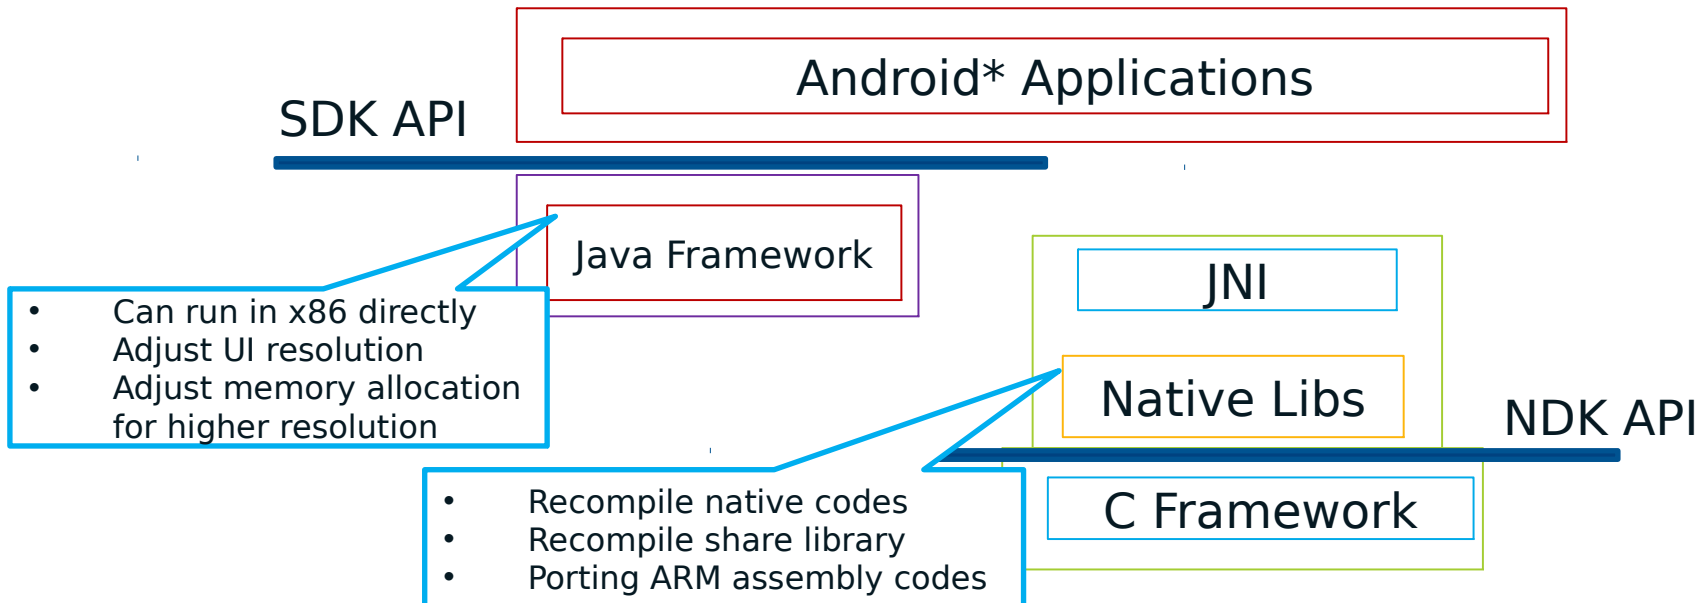 Android* Applications
SDK API
Java Framework
JNI
• Can run in x86 directly
• Adjust UI resolution
• Adjust memory allocation
for higher resolution
Native Libs
NDK API
• Recompile native codes
• Recompile share library
• Porting ARM assembly codes
C Framework